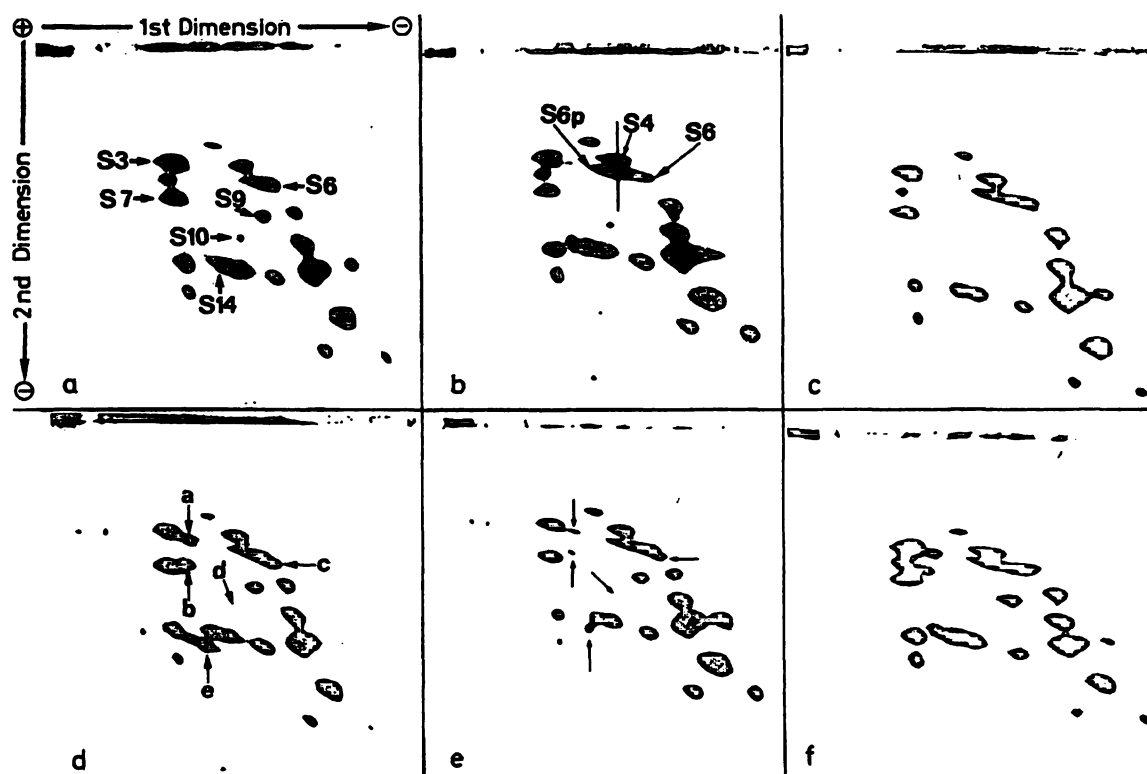 ⊕ 1st Dimension ⊖
2nd Dimension
⊖
S3
S7
S6
S9
S10
S14
a
S6p
S4
S6
b
c
a
b
c
d
e
d
e
f